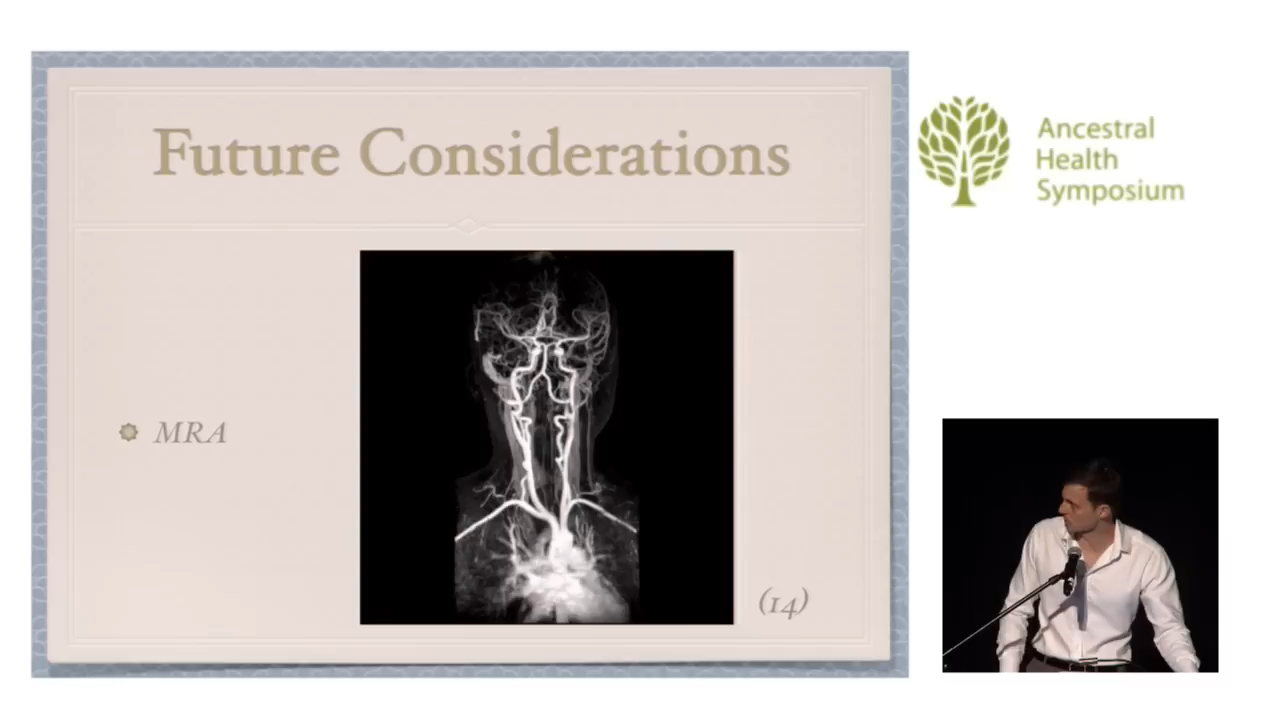 Future Considerations
MRA
(14)
Ancestral
Health
Symposium